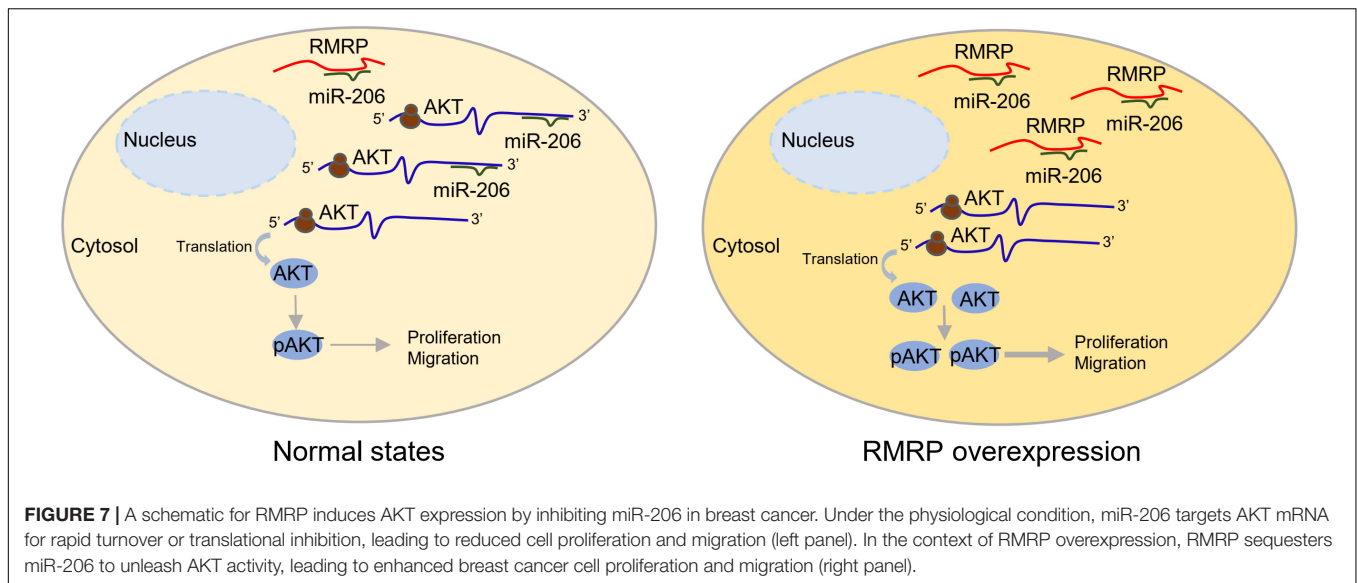 RMRP
miR-206
5’ AKT 3’
miR-206
Nucleus
5’ AKT 3’
miR-206
5’ AKT 3’
Cytosol
Translation
AKT
pAKT
Proliferation
Migration
Normal states
RMRP
miR-206
RMRP
miR-206
RMRP
miR-206
Nucleus
5’ AKT 3’
5’ AKT 3’
Cytosol
Translation
AKT AKT
pAKT pAKT
Proliferation
Migration
RMRP overexpression
FIGURE 7 | A schematic for RMRP induces AKT expression by inhibiting miR-206 in breast cancer. Under the physiological condition, miR-206 targets AKT mRNA
for rapid turnover or translational inhibition, leading to reduced cell proliferation and migration (left panel). In the context of RMRP overexpression, RMRP sequesters
miR-206 to unleash AKT activity, leading to enhanced breast cancer cell proliferation and migration (right panel).